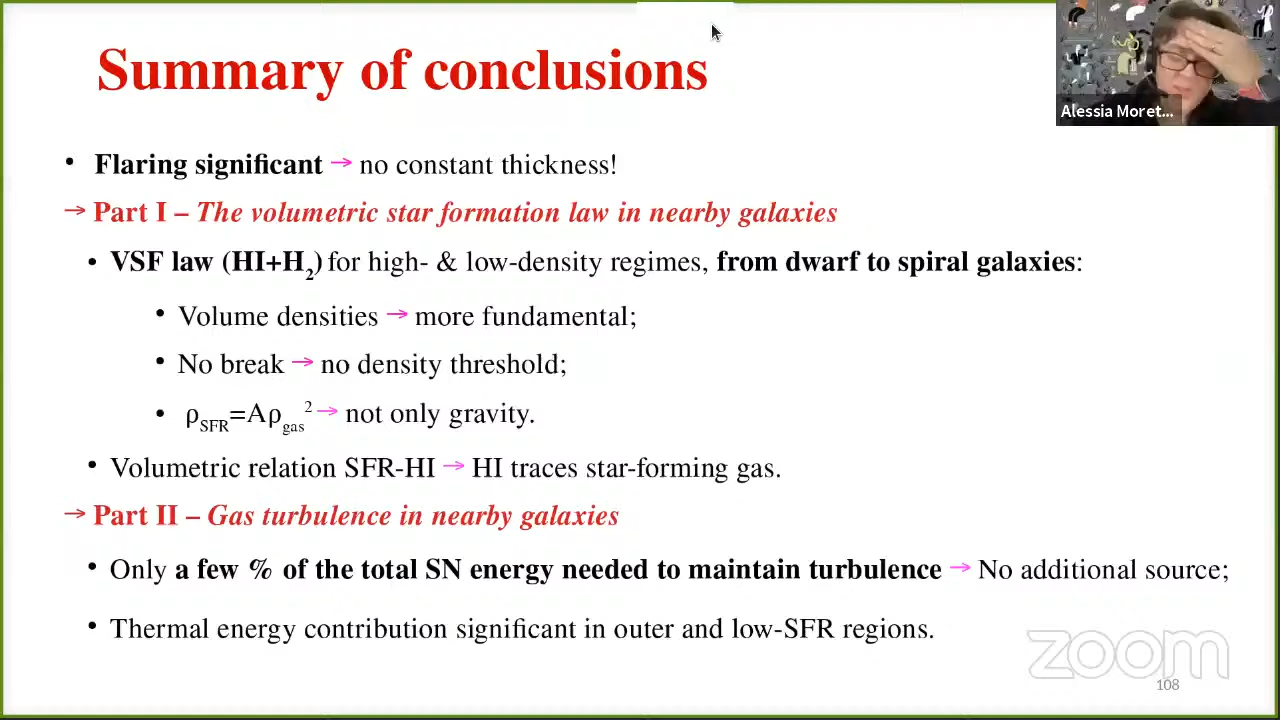 Summary of conclusions
Alessia Moret...
• Flaring significant → no constant thickness!
→ Part I – The volumetric star formation law in nearby galaxies
• VSF law (HI+H₂) for high- & low-density regimes, from dwarf to spiral galaxies:
• Volume densities → more fundamental;
• No break → no density threshold;
• ρSFR=Aρgas² → not only gravity.
• Volumetric relation SFR-HI → HI traces star-forming gas.
→ Part II – Gas turbulence in nearby galaxies
• Only a few % of the total SN energy needed to maintain turbulence → No additional source;
• Thermal energy contribution significant in outer and low-SFR regions.
zoom
108